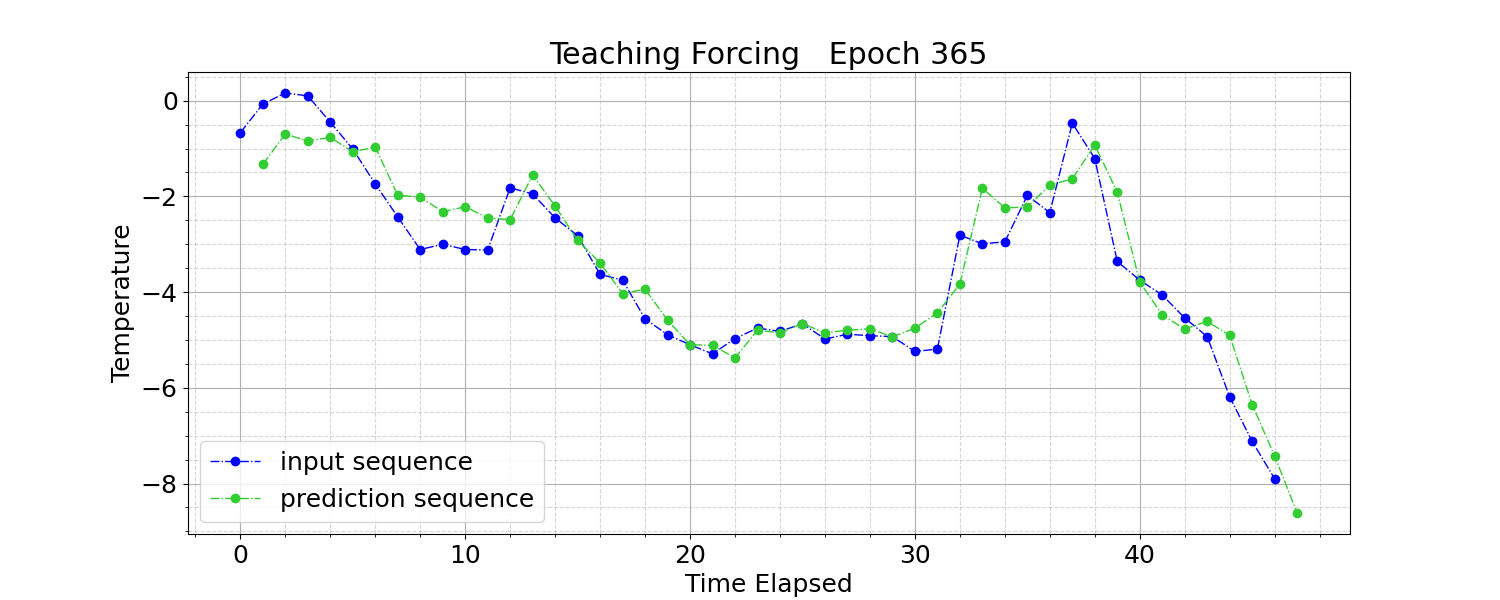 Teaching Forcing   Epoch 365
Temperature
0
−2
−4
−6
−8
input sequence
prediction sequence
0 10 20 30 40
Time Elapsed